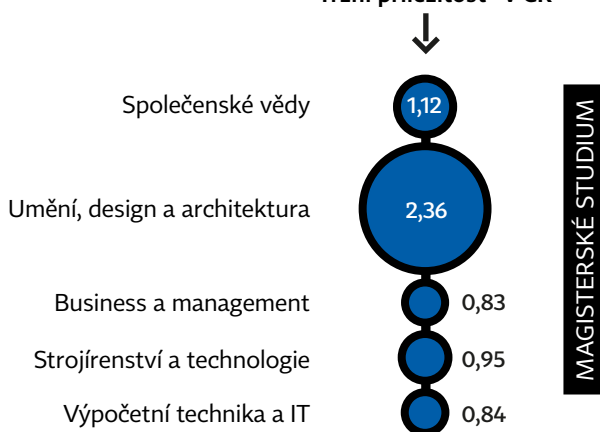 Společenské vědy
1,12
Umění, design a architektura
2,36
Business a management
0,83
Strojírenství a technologie
0,95
Výpočetní technika a IT
0,84
MAGISTERSKÉ STUDIUM